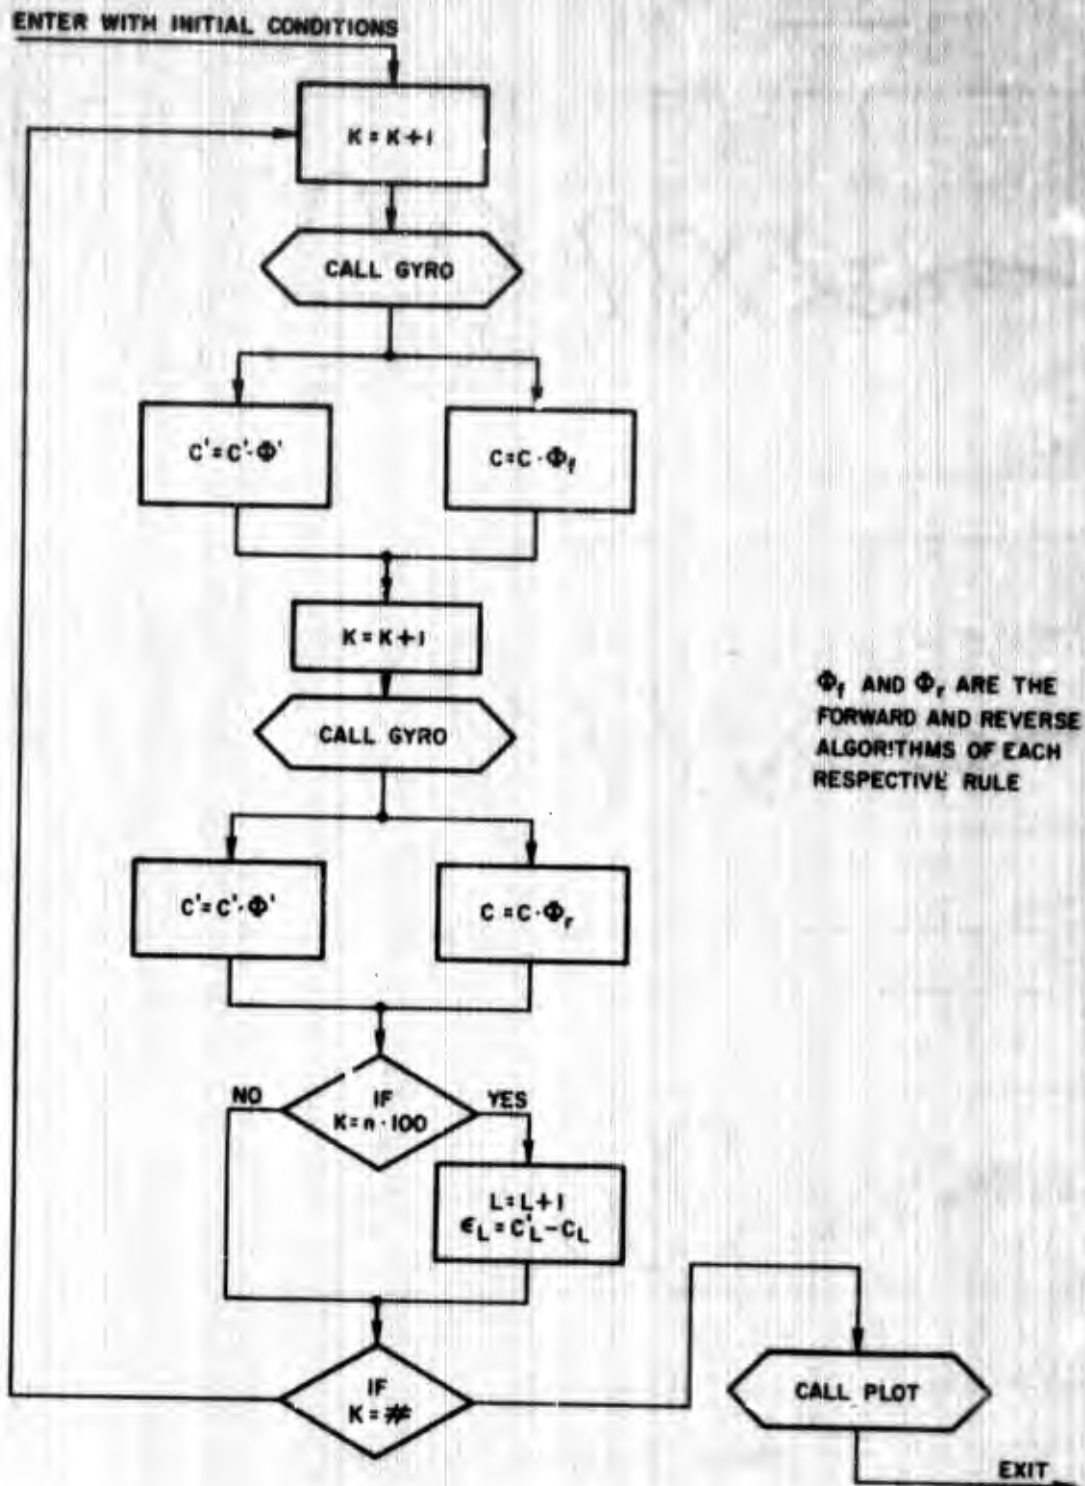 ENTER WITH INITIAL CONDITIONS
K = K + 1
CALL GYRO
C' = C' · Φ'
C = C · Φf
K = K + 1
CALL GYRO
Φf AND Φr ARE THE
FORWARD AND REVERSE
ALGORITHMS OF EACH
RESPECTIVE RULE
C' = C' · Φ'
C = C · Φr
NO
IF
K = n · 100
YES
L = L + 1
ϵL = C'L − CL
IF
K = #
CALL PLOT
EXIT